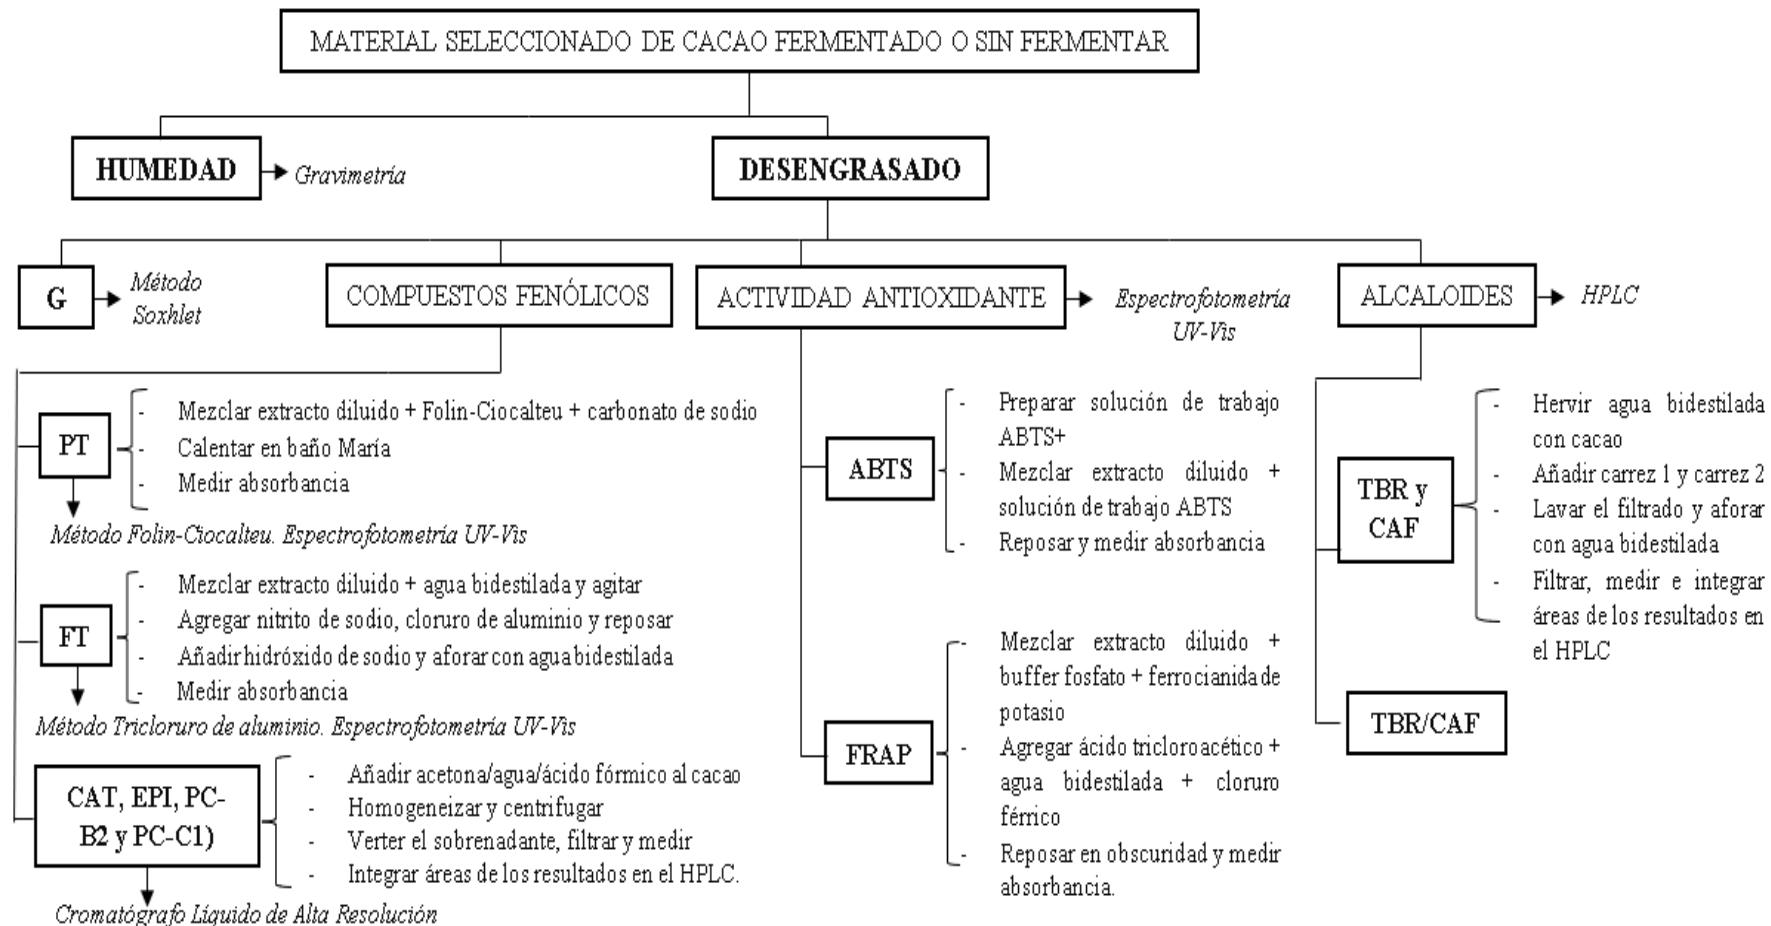 MATERIAL SELECCIONADO DE CACAO FERMENTADO O SIN FERMENTAR
HUMEDAD
Gravimetría
DESENGRASADO
G
Método
Soxhlet
COMPUESTOS FENÓLICOS
ACTIVIDAD ANTIOXIDANTE
Espectrofotometría
UV-Vis
ALCALOIDES
HPLC
PT
- Mezclar extracto diluido + Folin-Ciocalteu + carbonato de sodio
- Calentar en baño María
- Medir absorbancia
Método Folin-Ciocalteu. Espectrofotometría UV-Vis
FT
- Mezclar extracto diluido + agua bidestilada y agitar
- Agregar nitrito de sodio, cloruro de aluminio y reposar
- Añadir hidróxido de sodio y aforar con agua bidestilada
- Medir absorbancia
Método Tricloruro de aluminio. Espectrofotometría UV-Vis
CAT, EPI, PC-
B2 y PC-C1)
- Añadir acetona/agua/ácido fórmico al cacao
- Homogeneizar y centrifugar
- Verter el sobrenadante, filtrar y medir
- Integrar áreas de los resultados en el HPLC.
Cromatógrafo Líquido de Alta Resolución
ABTS
- Preparar solución de trabajo
ABTS+
- Mezclar extracto diluido +
solución de trabajo ABTS
- Reposar y medir absorbancia
FRAP
- Mezclar extracto diluido +
buffer fosfato + ferrocianida de
potasio
- Agregar ácido tricloroacético +
agua bidestilada + cloruro
férrico
- Reposar en obscuridad y medir
absorbancia.
TBR y
CAF
- Hervir agua bidestilada
con cacao
- Añadir carrez 1 y carrez 2
- Lavar el filtrado y aforar
con agua bidestilada
- Filtrar, medir e integrar
áreas de los resultados en
el HPLC
TBR/CAF